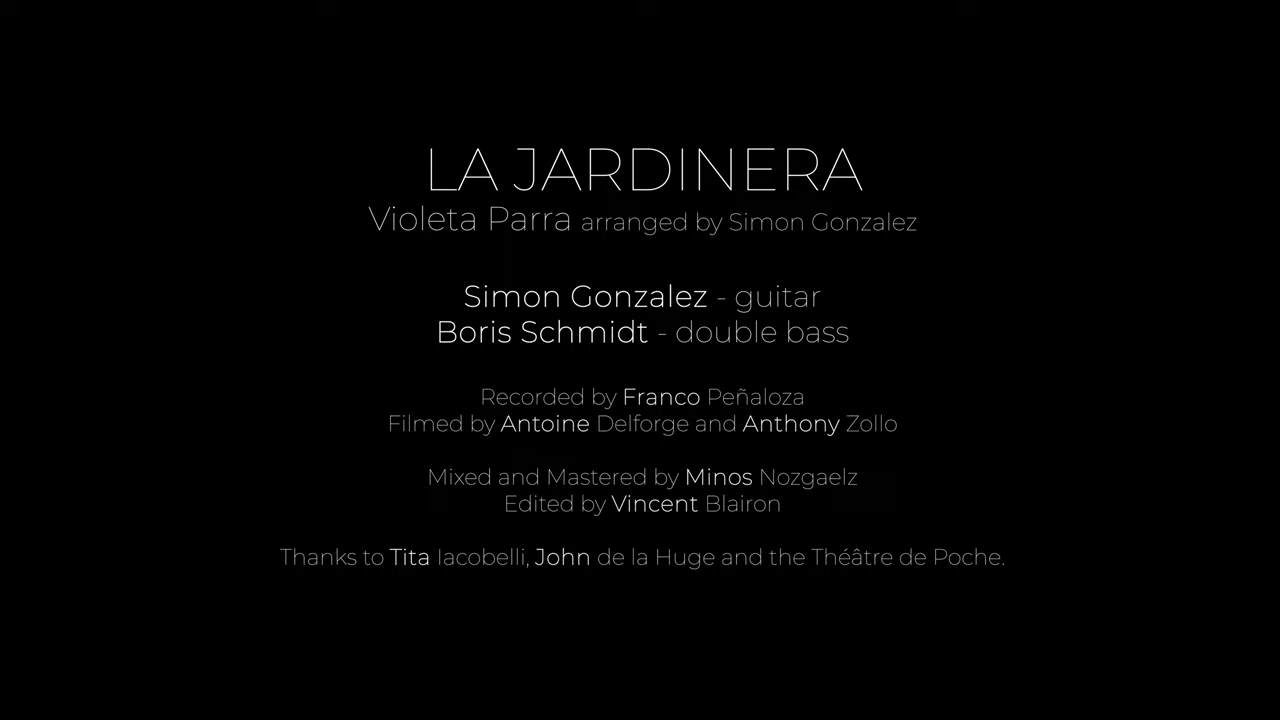 LA JARDINERA
Violeta Parra arranged by Simon Gonzalez
Simon Gonzalez - guitar
Boris Schmidt - double bass
Recorded by Franco Peñaloza
Filmed by Antoine Delforge and Anthony Zollo
Mixed and Mastered by Minos Nozgaelz
Edited by Vincent Blairon
Thanks to Tita Iacobelli, John de la Huge and the Théâtre de Poche.